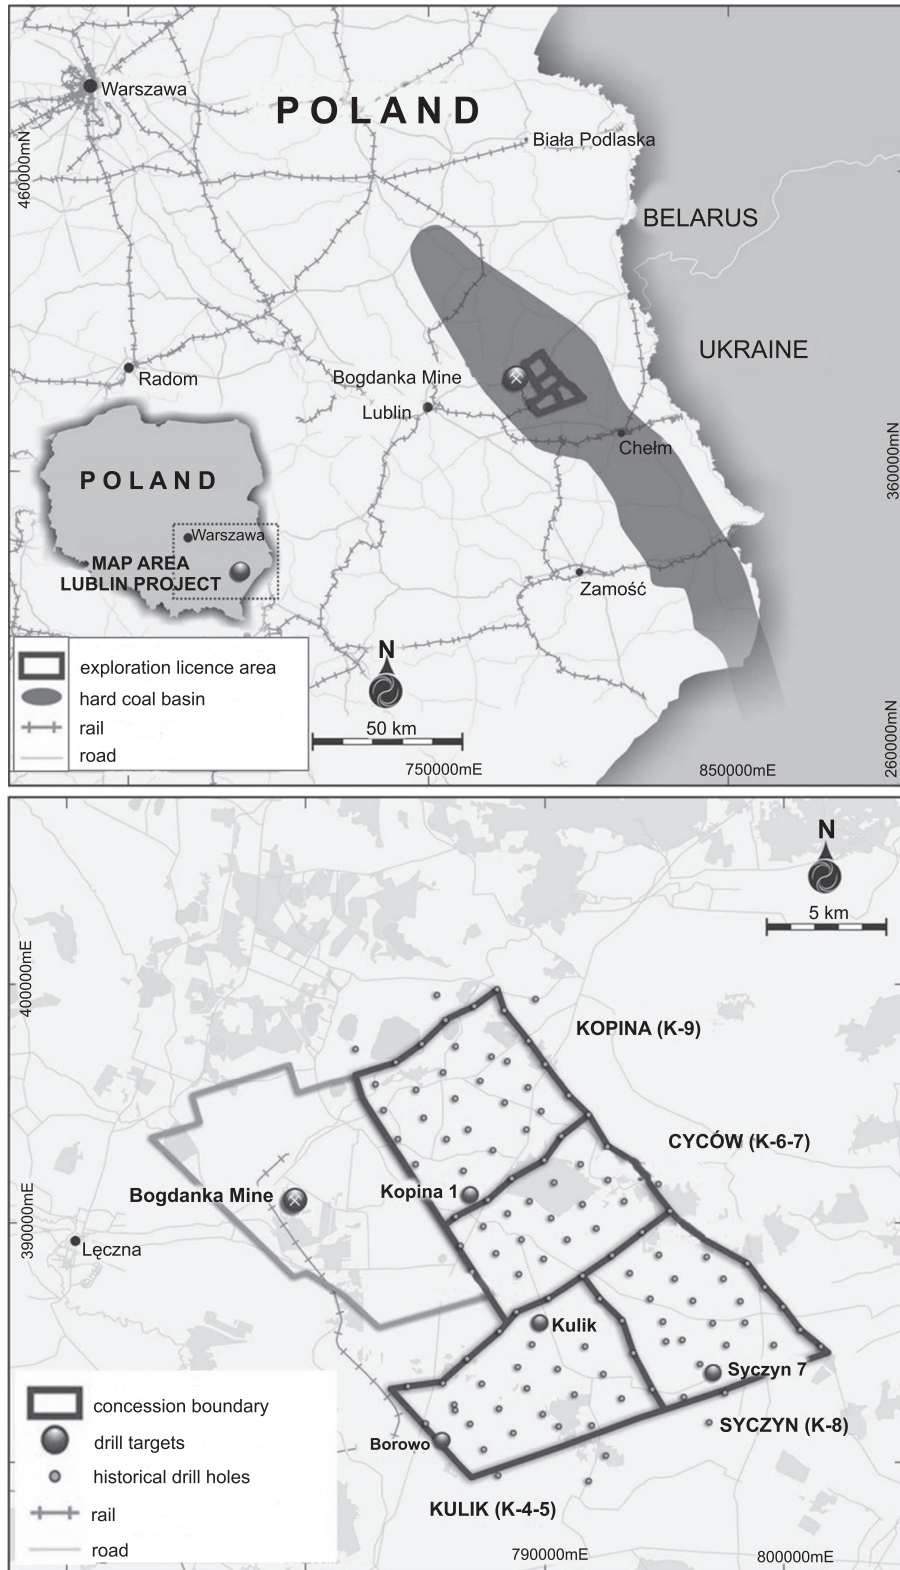 Warszawa
POLAND
Biała Podlaska
460000mN
BELARUS
UKRAINE
Bogdanka Mine
Radom
Lublin
Chełm
360000mN
POLAND
Warszawa
MAP AREA
LUBLIN PROJECT
Zamość
N
exploration licence area
hard coal basin
rail
road
50 km
750000mE
850000mE
260000mN
N
5 km
400000mE
KOPINA (K-9)
CYCÓW (K-6-7)
Kopina 1
Bogdanka Mine
390000mE
Lęczna
Kulik
Syczyn 7
concession boundary
drill targets
historical drill holes
rail
road
Borowo
SYCZYN (K-8)
KULIK (K-4-5)
790000mE
800000mE